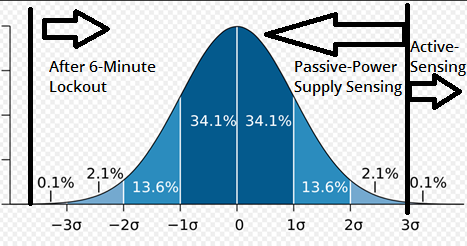 Active-
Sensing
After 6-Minute
Lockout
Passive-Power
Supply Sensing
34.1% 34.1%
0.1% 2.1% 13.6% 13.6% 2.1% 0.1%
−3σ −2σ −1σ 0 1σ 2σ 3σ